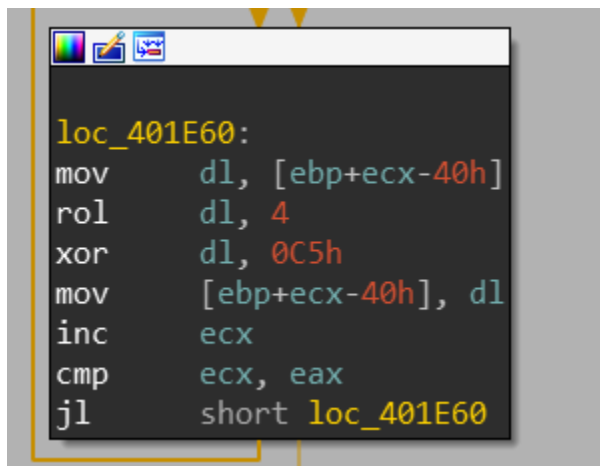 loc_401E60:
mov dl, [ebp+ecx-40h]
rol dl, 4
xor dl, 0C5h
mov [ebp+ecx-40h], dl
inc ecx
cmp ecx, eax
jl short loc_401E60